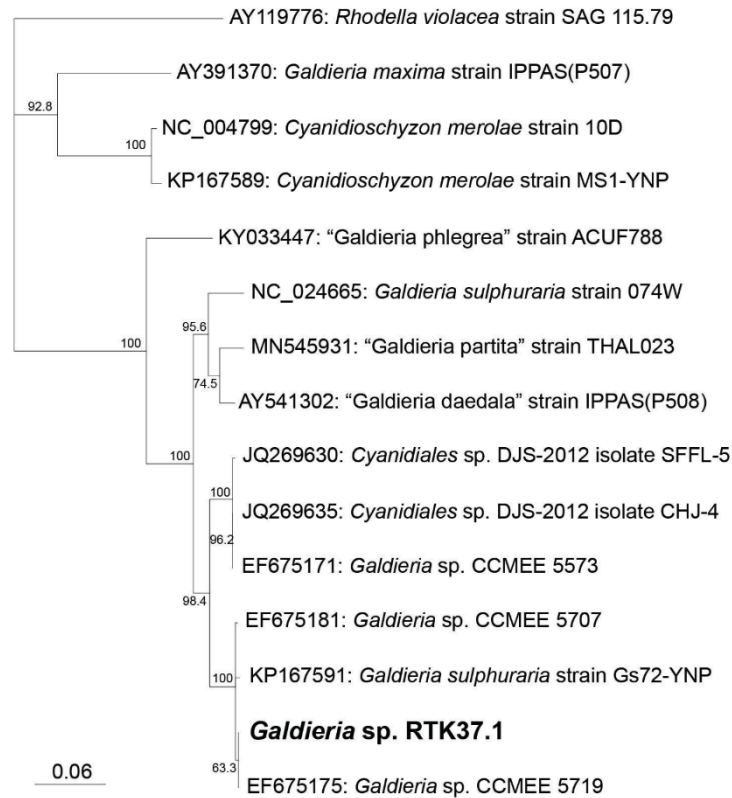 AY119776: Rhodella violacea strain SAG 115.79
AY391370: Galdieria maxima strain IPPAS(P507)
92.8
NC_004799: Cyanidioschyzon merolae strain 10D
100
KP167589: Cyanidioschyzon merolae strain MS1-YNP
KY033447: “Galdieria phlegrea” strain ACUF788
NC_024665: Galdieria sulphuraria strain 074W
95.6
100
MN545931: “Galdieria partita” strain THAL023
74.5
AY541302: “Galdieria daedala” strain IPPAS(P508)
100
JQ269630: Cyanidiales sp. DJS-2012 isolate SFFL-5
100
JQ269635: Cyanidiales sp. DJS-2012 isolate CHJ-4
96.2
EF675171: Galdieria sp. CCMEE 5573
98.4
EF675181: Galdieria sp. CCMEE 5707
100
KP167591: Galdieria sulphuraria strain Gs72-YNP
Galdieria sp. RTK37.1
0.06
63.3
EF675175: Galdieria sp. CCMEE 5719